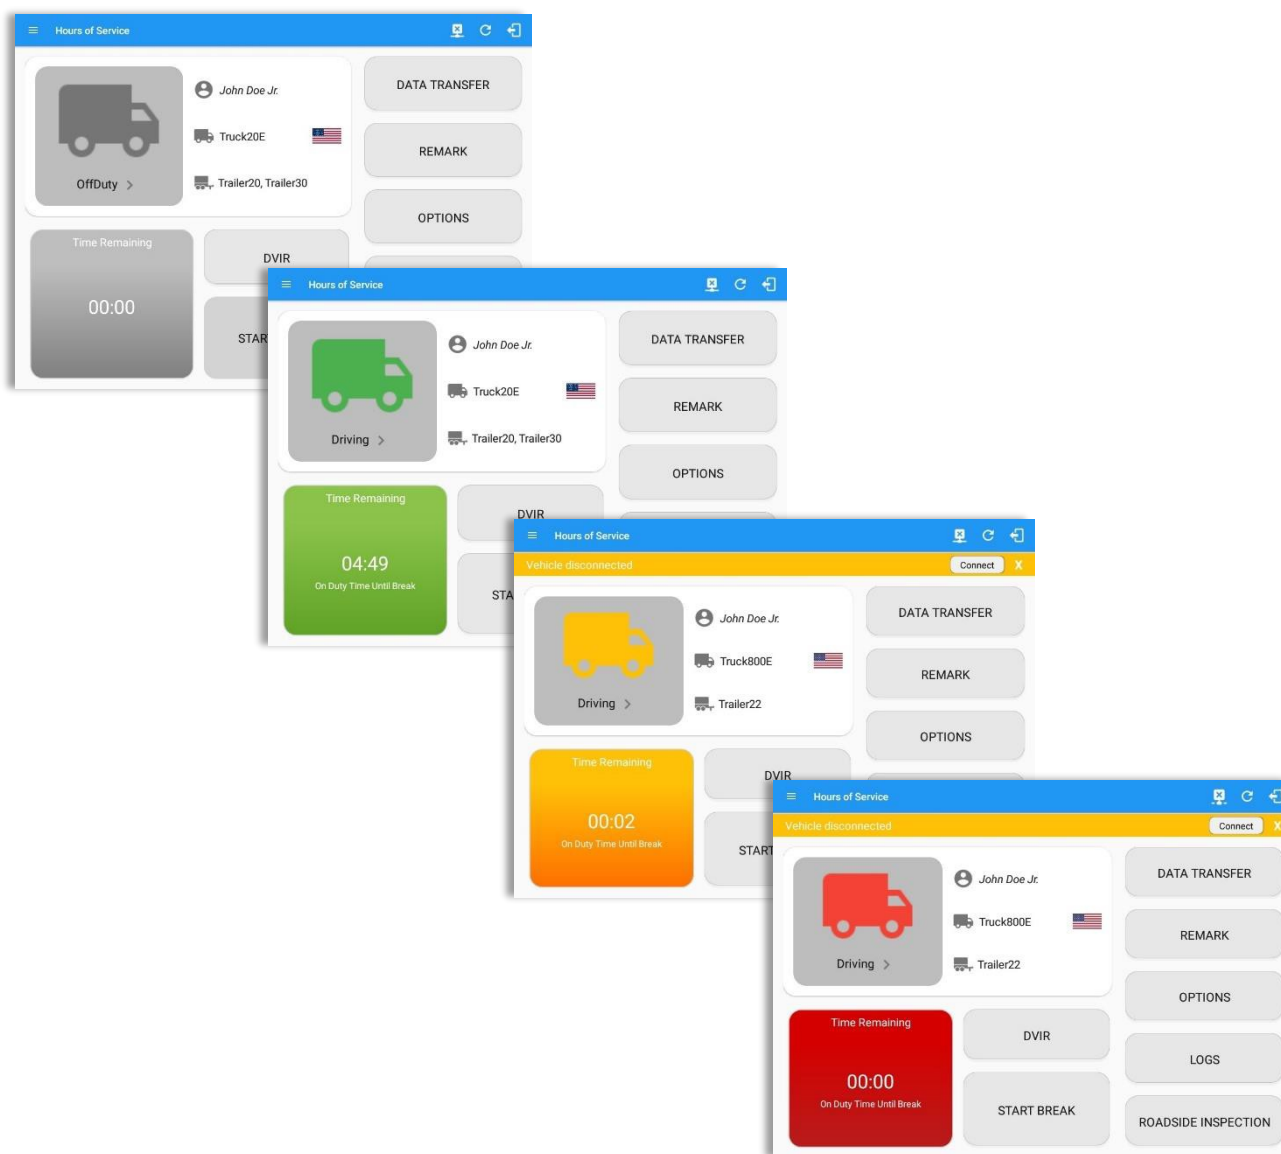 Hours of Service
John Doe Jr.
Truck20E
Trailer20, Trailer30
OffDuty >
DATA TRANSFER
REMARK
OPTIONS
Time Remaining
00:00
DVIR
STAR
Hours of Service
John Doe Jr.
Truck20E
Trailer20, Trailer30
Driving >
DATA TRANSFER
REMARK
OPTIONS
Time Remaining
04:49
On Duty Time Until Break
DVIR
STA
Hours of Service
Vehicle disconnected
Connect X
John Doe Jr.
Truck800E
Trailer22
Driving >
DATA TRANSFER
REMARK
OPTIONS
Time Remaining
00:02
On Duty Time Until Break
DVIR
START
Hours of Service
Vehicle disconnected
Connect X
John Doe Jr.
Truck800E
Trailer22
Driving >
DATA TRANSFER
REMARK
OPTIONS
LOGS
ROADSIDE INSPECTION
Time Remaining
00:00
On Duty Time Until Break
DVIR
START BREAK